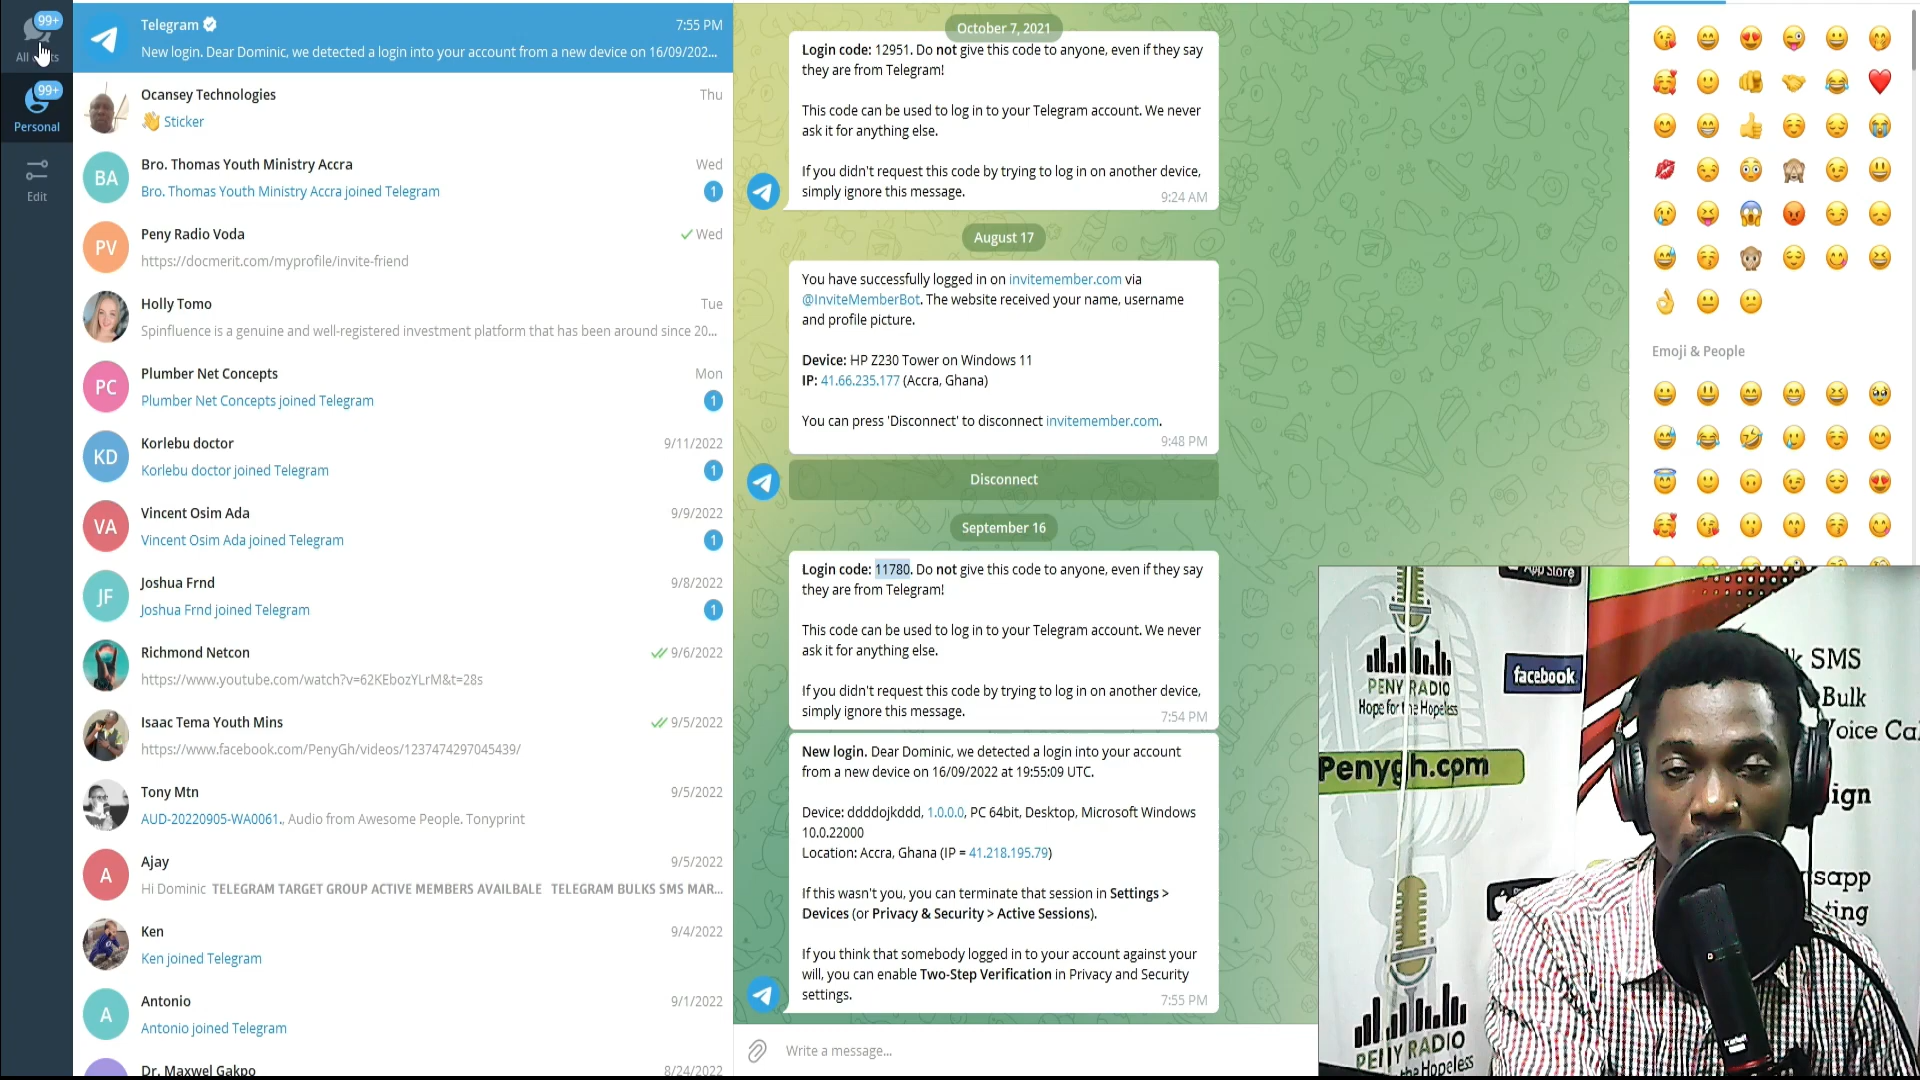 99+
All
99+
Personal
Edit
Telegram
7:55 PM
New login. Dear Dominic, we detected a login into your account from a new device on 16/09/202...
Ocansey Technologies
Thu
Sticker
BA
Bro. Thomas Youth Ministry Accra
Wed
Bro. Thomas Youth Ministry Accra joined Telegram
1
PV
Peny Radio Voda
Wed
https://docmerit.com/myprofile/invite-friend
Holly Tomo
Tue
Spinfluence is a genuine and well-registered investment platform that has been around since 20...
PC
Plumber Net Concepts
Mon
Plumber Net Concepts joined Telegram
1
KD
Korlebu doctor
9/11/2022
Korlebu doctor joined Telegram
1
VA
Vincent Osim Ada
9/9/2022
Vincent Osim Ada joined Telegram
1
JF
Joshua Frnd
9/8/2022
Joshua Frnd joined Telegram
1
Richmond Netcon
9/6/2022
https://www.youtube.com/watch?v=62KEbozYLrM&t=28s
Isaac Tema Youth Mins
9/5/2022
https://www.facebook.com/PenyGh/videos/1237474297045439/
Tony Mtn
9/5/2022
AUD-20220905-WA0061., Audio from Awesome People. Tonyprint
A
Ajay
9/5/2022
Hi Dominic TELEGRAM TARGET GROUP ACTIVE MEMBERS AVAILBALE TELEGRAM BULKS SMS MAR...
Ken
9/4/2022
Ken joined Telegram
A
Antonio
9/1/2022
Antonio joined Telegram
Dr. Maxwel Gakpo
8/24/2022
October 7, 2021
Login code: 12951. Do not give this code to anyone, even if they say
they are from Telegram!
This code can be used to log in to your Telegram account. We never
ask it for anything else.
If you didn't request this code by trying to log in on another device,
simply ignore this message.
9:24 AM
August 17
You have successfully logged in on invitemember.com via
@InviteMemberBot. The website received your name, username
and profile picture.
Device: HP Z230 Tower on Windows 11
IP: 41.66.235.177 (Accra, Ghana)
You can press 'Disconnect' to disconnect invitemember.com.
9:48 PM
Disconnect
September 16
Login code: 11780. Do not give this code to anyone, even if they say
they are from Telegram!
This code can be used to log in to your Telegram account. We never
ask it for anything else.
If you didn't request this code by trying to log in on another device,
simply ignore this message.
7:54 PM
New login. Dear Dominic, we detected a login into your account
from a new device on 16/09/2022 at 19:55:09 UTC.
Device: ddddojkddd, 1.0.0.0, PC 64bit, Desktop, Microsoft Windows
10.0.22000
Location: Accra, Ghana (IP = 41.218.195.79)
If this wasn't you, you can terminate that session in Settings >
Devices (or Privacy & Security > Active Sessions).
If you think that somebody logged in to your account against your
will, you can enable Two-Step Verification in Privacy and Security
settings.
7:55 PM
Write a message...
Emoji & People
App Store
PENY RADIO
Hope for the Hopeless
facebook
Penygh.com
SMS
Bulk
PENY RADIO
the Hopeless